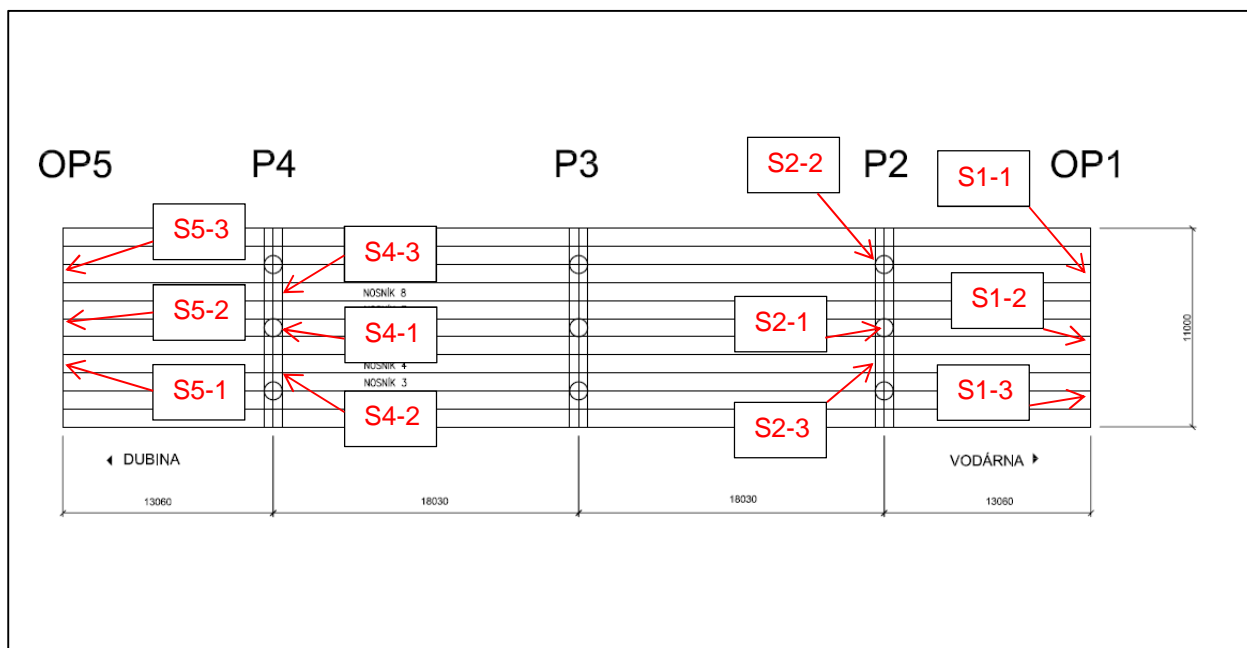 OP5 P4 P3 S2-2 P2 S1-1 OP1
S5-3
S4-3
NOSNÍK 8
S5-2
S4-1
S2-1
S1-2
11000
NOSNÍK 4
NOSNÍK 3
S5-1
S4-2
S2-3
S1-3
DUBINA
VODÁRNA
13060 18030 18030 13060